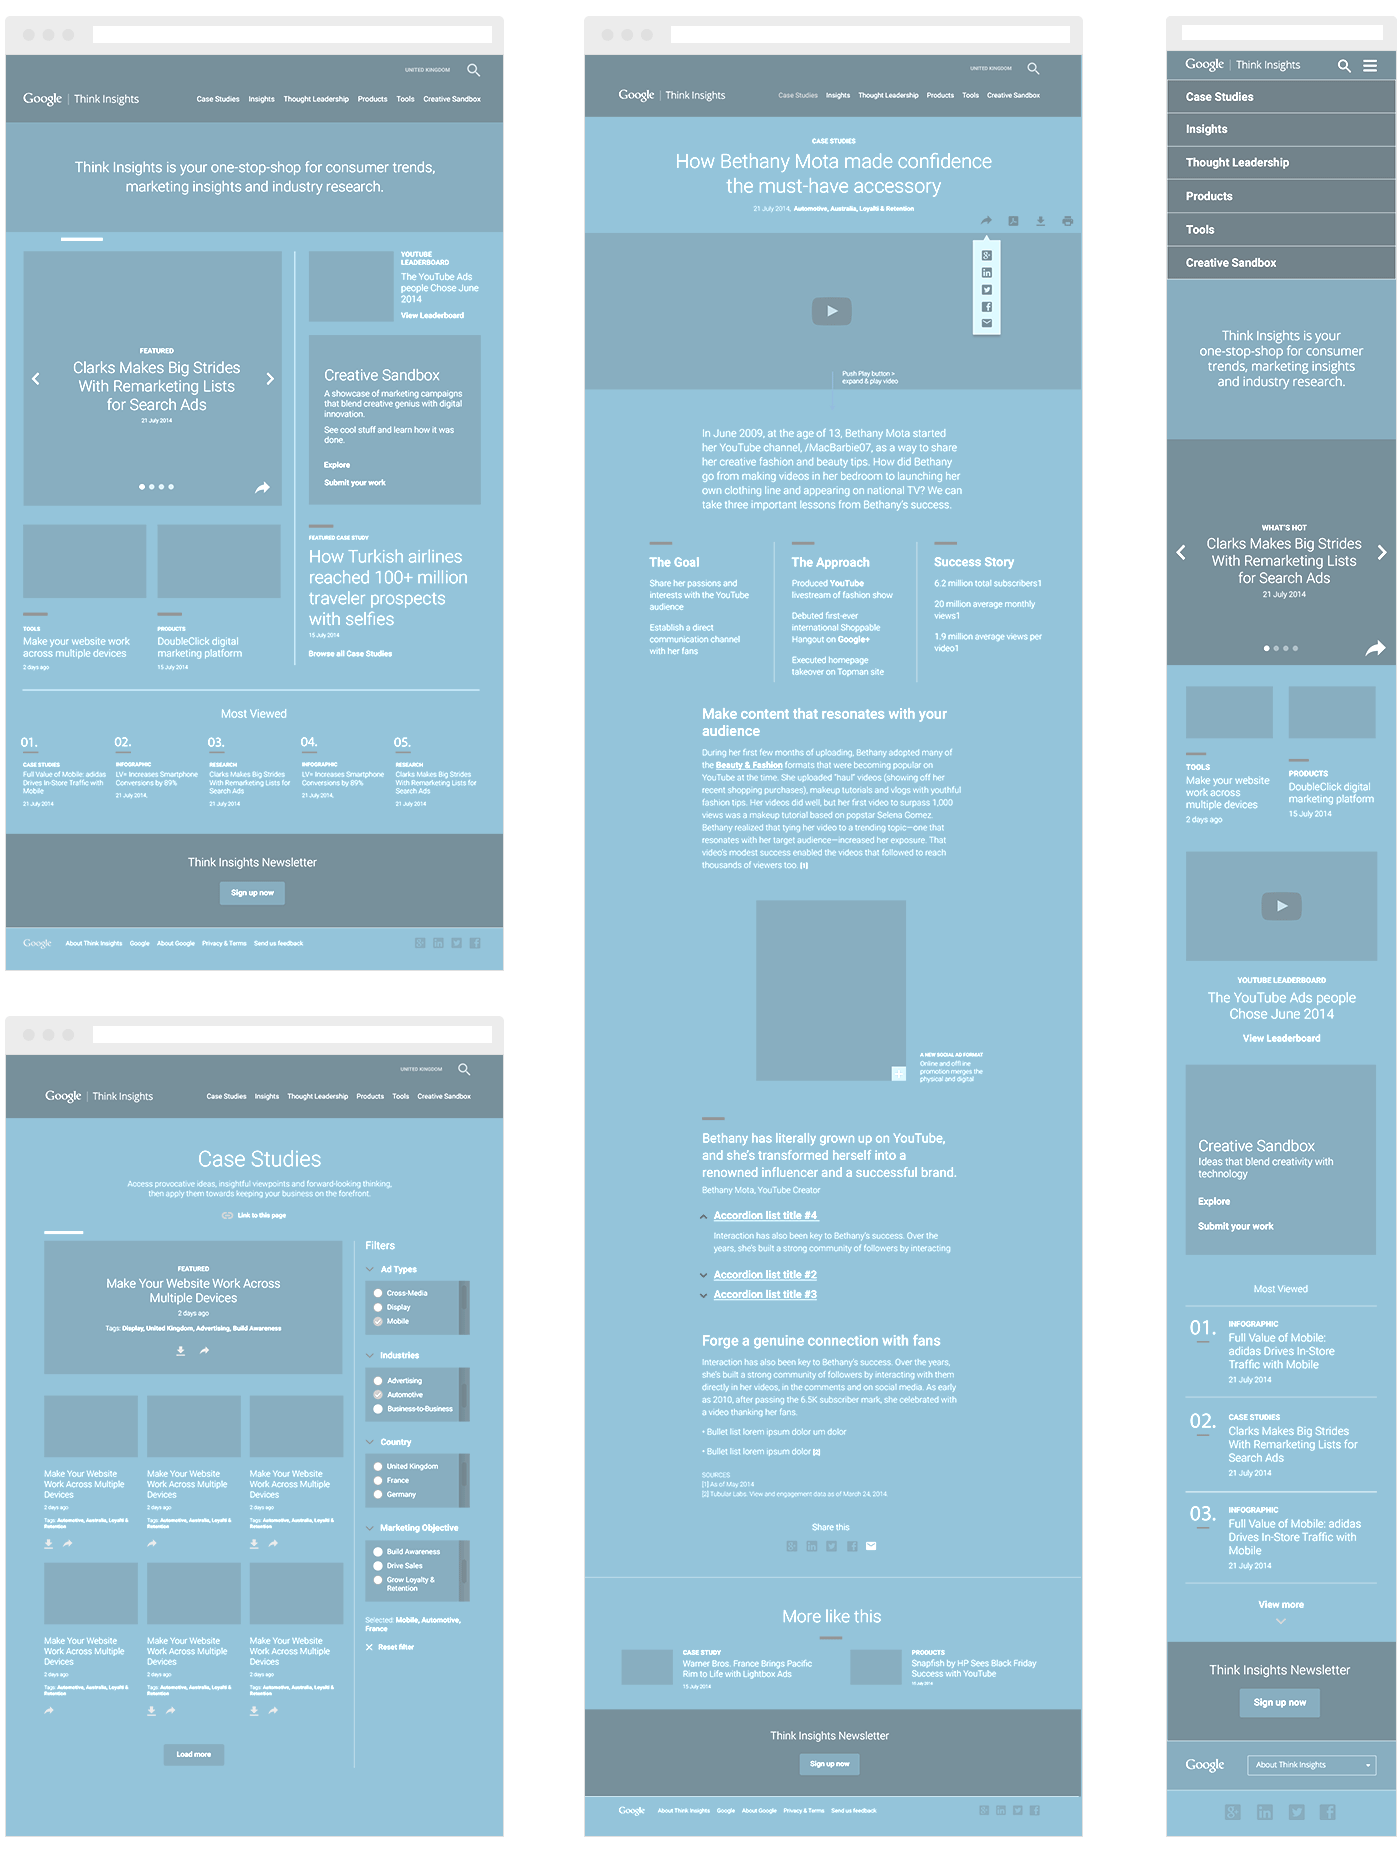 UNITED KINGDOM
Google | Think Insights
Case Studies Insights Thought Leadership Products Tools Creative Sandbox
Think Insights is your one-stop-shop for consumer trends,
marketing insights and industry research.
FEATURED
Clarks Makes Big Strides
With Remarketing Lists
for Search Ads
21 July 2014
YOUTUBE
LEADERBOARD
The YouTube Ads
people Chose June
2014
View Leaderboard
Creative Sandbox
A showcase of marketing campaigns
that blend creative genius with digital
innovation.
See cool stuff and learn how it was
done.
Explore
Submit your work
TOOLS
Make your website work
across multiple devices
2 days ago
PRODUCTS
DoubleClick digital
marketing platform
15 July 2014
FEATURED CASE STUDY
How Turkish airlines
reached 100+ million
traveler prospects
with selfies
15 July 2014
Browse all Case Studies
Most Viewed
01.
CASE STUDIES
Full Value of Mobile: adidas
Drives In-Store Traffic with
Mobile
21 July 2014
02.
INFOGRAPHIC
LV= Increases Smartphone
Conversions by 89%
21 July 2014,
03.
RESEARCH
Clarks Makes Big Strides
With Remarketing Lists for
Search Ads
21 July 2014
04.
INFOGRAPHIC
LV= Increases Smartphone
Conversions by 89%
21 July 2014,
05.
RESEARCH
Clarks Makes Big Strides
With Remarketing Lists for
Search Ads
21 July 2014
Think Insights Newsletter
Sign up now
Google About Think Insights Google About Google Privacy & Terms Send us feedback
UNITED KINGDOM
Google | Think Insights
Case Studies Insights Thought Leadership Products Tools Creative Sandbox
Case Studies
Access provocative ideas, insightful viewpoints and forward-looking thinking,
then apply them towards keeping your business on the forefront.
Link to this page
FEATURED
Make Your Website Work Across
Multiple Devices
2 days ago
Tags: Display, United Kingdom, Advertising, Build Awareness
Make Your Website
Work Across Multiple
Devices
2 days ago
Tags: Automotive, Australia, Loyalti &
Retention
Make Your Website
Work Across Multiple
Devices
2 days ago
Tags: Automotive, Australia, Loyalti &
Retention
Make Your Website
Work Across Multiple
Devices
2 days ago
Tags: Automotive, Australia, Loyalti &
Retention
Make Your Website
Work Across Multiple
Devices
2 days ago
Tags: Automotive, Australia, Loyalti &
Retention
Make Your Website
Work Across Multiple
Devices
2 days ago
Tags: Automotive, Australia, Loyalti &
Retention
Make Your Website
Work Across Multiple
Devices
2 days ago
Tags: Automotive, Australia, Loyalti &
Retention
Load more
Filters
Ad Types
Cross-Media
Display
Mobile
Industries
Advertising
Automotive
Business-to-Business
Country
United Kingdom
France
Germany
Marketing Objective
Build Awareness
Drive Sales
Grow Loyalty &
Retention
Selected: Mobile, Automotive,
France
Reset filter
UNITED KINGDOM
Google | Think Insights
Case Studies Insights Thought Leadership Products Tools Creative Sandbox
CASE STUDIES
How Bethany Mota made confidence
the must-have accessory
21 July 2014, Automotive, Australia, Loyalti & Retention
Push Play button >
expand & play video
In June 2009, at the age of 13, Bethany Mota started
her YouTube channel, /MacBarbie07, as a way to share
her creative fashion and beauty tips. How did Bethany
go from making videos in her bedroom to launching her
own clothing line and appearing on national TV? We can
take three important lessons from Bethany's success.
The Goal
Share her passions and
interests with the YouTube
audience
Establish a direct
communication channel
with her fans
The Approach
Produced YouTube
livestream of fashion show
Debuted first-ever
international Shoppable
Hangout on Google+
Executed homepage
takeover on Topman site
Success Story
6.2 million total subscribers1
20 million average monthly
views1
1.9 million average views per
video1
Make content that resonates with your
audience
During her first few months of uploading, Bethany adopted many of
the Beauty & Fashion formats that were becoming popular on
YouTube at the time. She uploaded "haul" videos (showing off her
recent shopping purchases), makeup tutorials and vlogs with youthful
fashion tips. Her videos did well, but her first video to surpass 1,000
views was a makeup tutorial based on popstar Selena Gomez.
Bethany realized that tying her video to a trending topic—one that
resonates with her target audience—increased her exposure. That
video's modest success enabled the videos that followed to reach
thousands of viewers too. [1]
A NEW SOCIAL AD FORMAT
Online and offline
promotion merges the
physical and digital
Bethany has literally grown up on YouTube,
and she's transformed herself into a
renowned influencer and a successful brand.
Bethany Mota, YouTube Creator
Accordion list title #4
Interaction has also been key to Bethany's success. Over the
years, she's built a strong community of followers by interacting
Accordion list title #2
Accordion list title #3
Forge a genuine connection with fans
Interaction has also been key to Bethany's success. Over the years,
she's built a strong community of followers by interacting with them
directly in her videos, in the comments and on social media. As early
as 2010, after passing the 6.5K subscriber mark, she celebrated with
a video thanking her fans.
• Bullet list lorem ipsum dolor um dolor
• Bullet list lorem ipsum dolor [2]
SOURCES
[1] As of May 2014
[2] Tubular Labs. View and engagement data as of March 24, 2014
Share this
More like this
CASE STUDY
Warner Bros. France Brings Pacific
Rim to Life with Lightbox Ads
15 July 2014
PRODUCTS
Snapfish by HP Sees Black Friday
Success with YouTube
15 July 2014
Think Insights Newsletter
Sign up now
Google About Think Insights Google About Google Privacy & Terms Send us feedback
Google | Think Insights
Case Studies
Insights
Thought Leadership
Products
Tools
Creative Sandbox
Think Insights is your
one-stop-shop for consumer
trends, marketing insights
and industry research.
WHAT'S HOT
Clarks Makes Big Strides
With Remarketing Lists
for Search Ads
21 July 2014
TOOLS
Make your website
work across
multiple devices
2 days ago
PRODUCTS
DoubleClick digital
marketing platform
15 July 2014
YOUTUBE LEADERBOARD
The YouTube Ads people
Chose June 2014
View Leaderboard
Creative Sandbox
Ideas that blend creativity with
technology
Explore
Submit your work
Most Viewed
01.
INFOGRAPHIC
Full Value of Mobile:
adidas Drives In-Store
Traffic with Mobile
21 July 2014
02.
CASE STUDIES
Clarks Makes Big Strides
With Remarketing Lists for
Search Ads
21 July 2014
03.
INFOGRAPHIC
Full Value of Mobile: adidas
Drives In-Store Traffic with
Mobile
21 July 2014
View more
Think Insights Newsletter
Sign up now
Google
About Think Insights